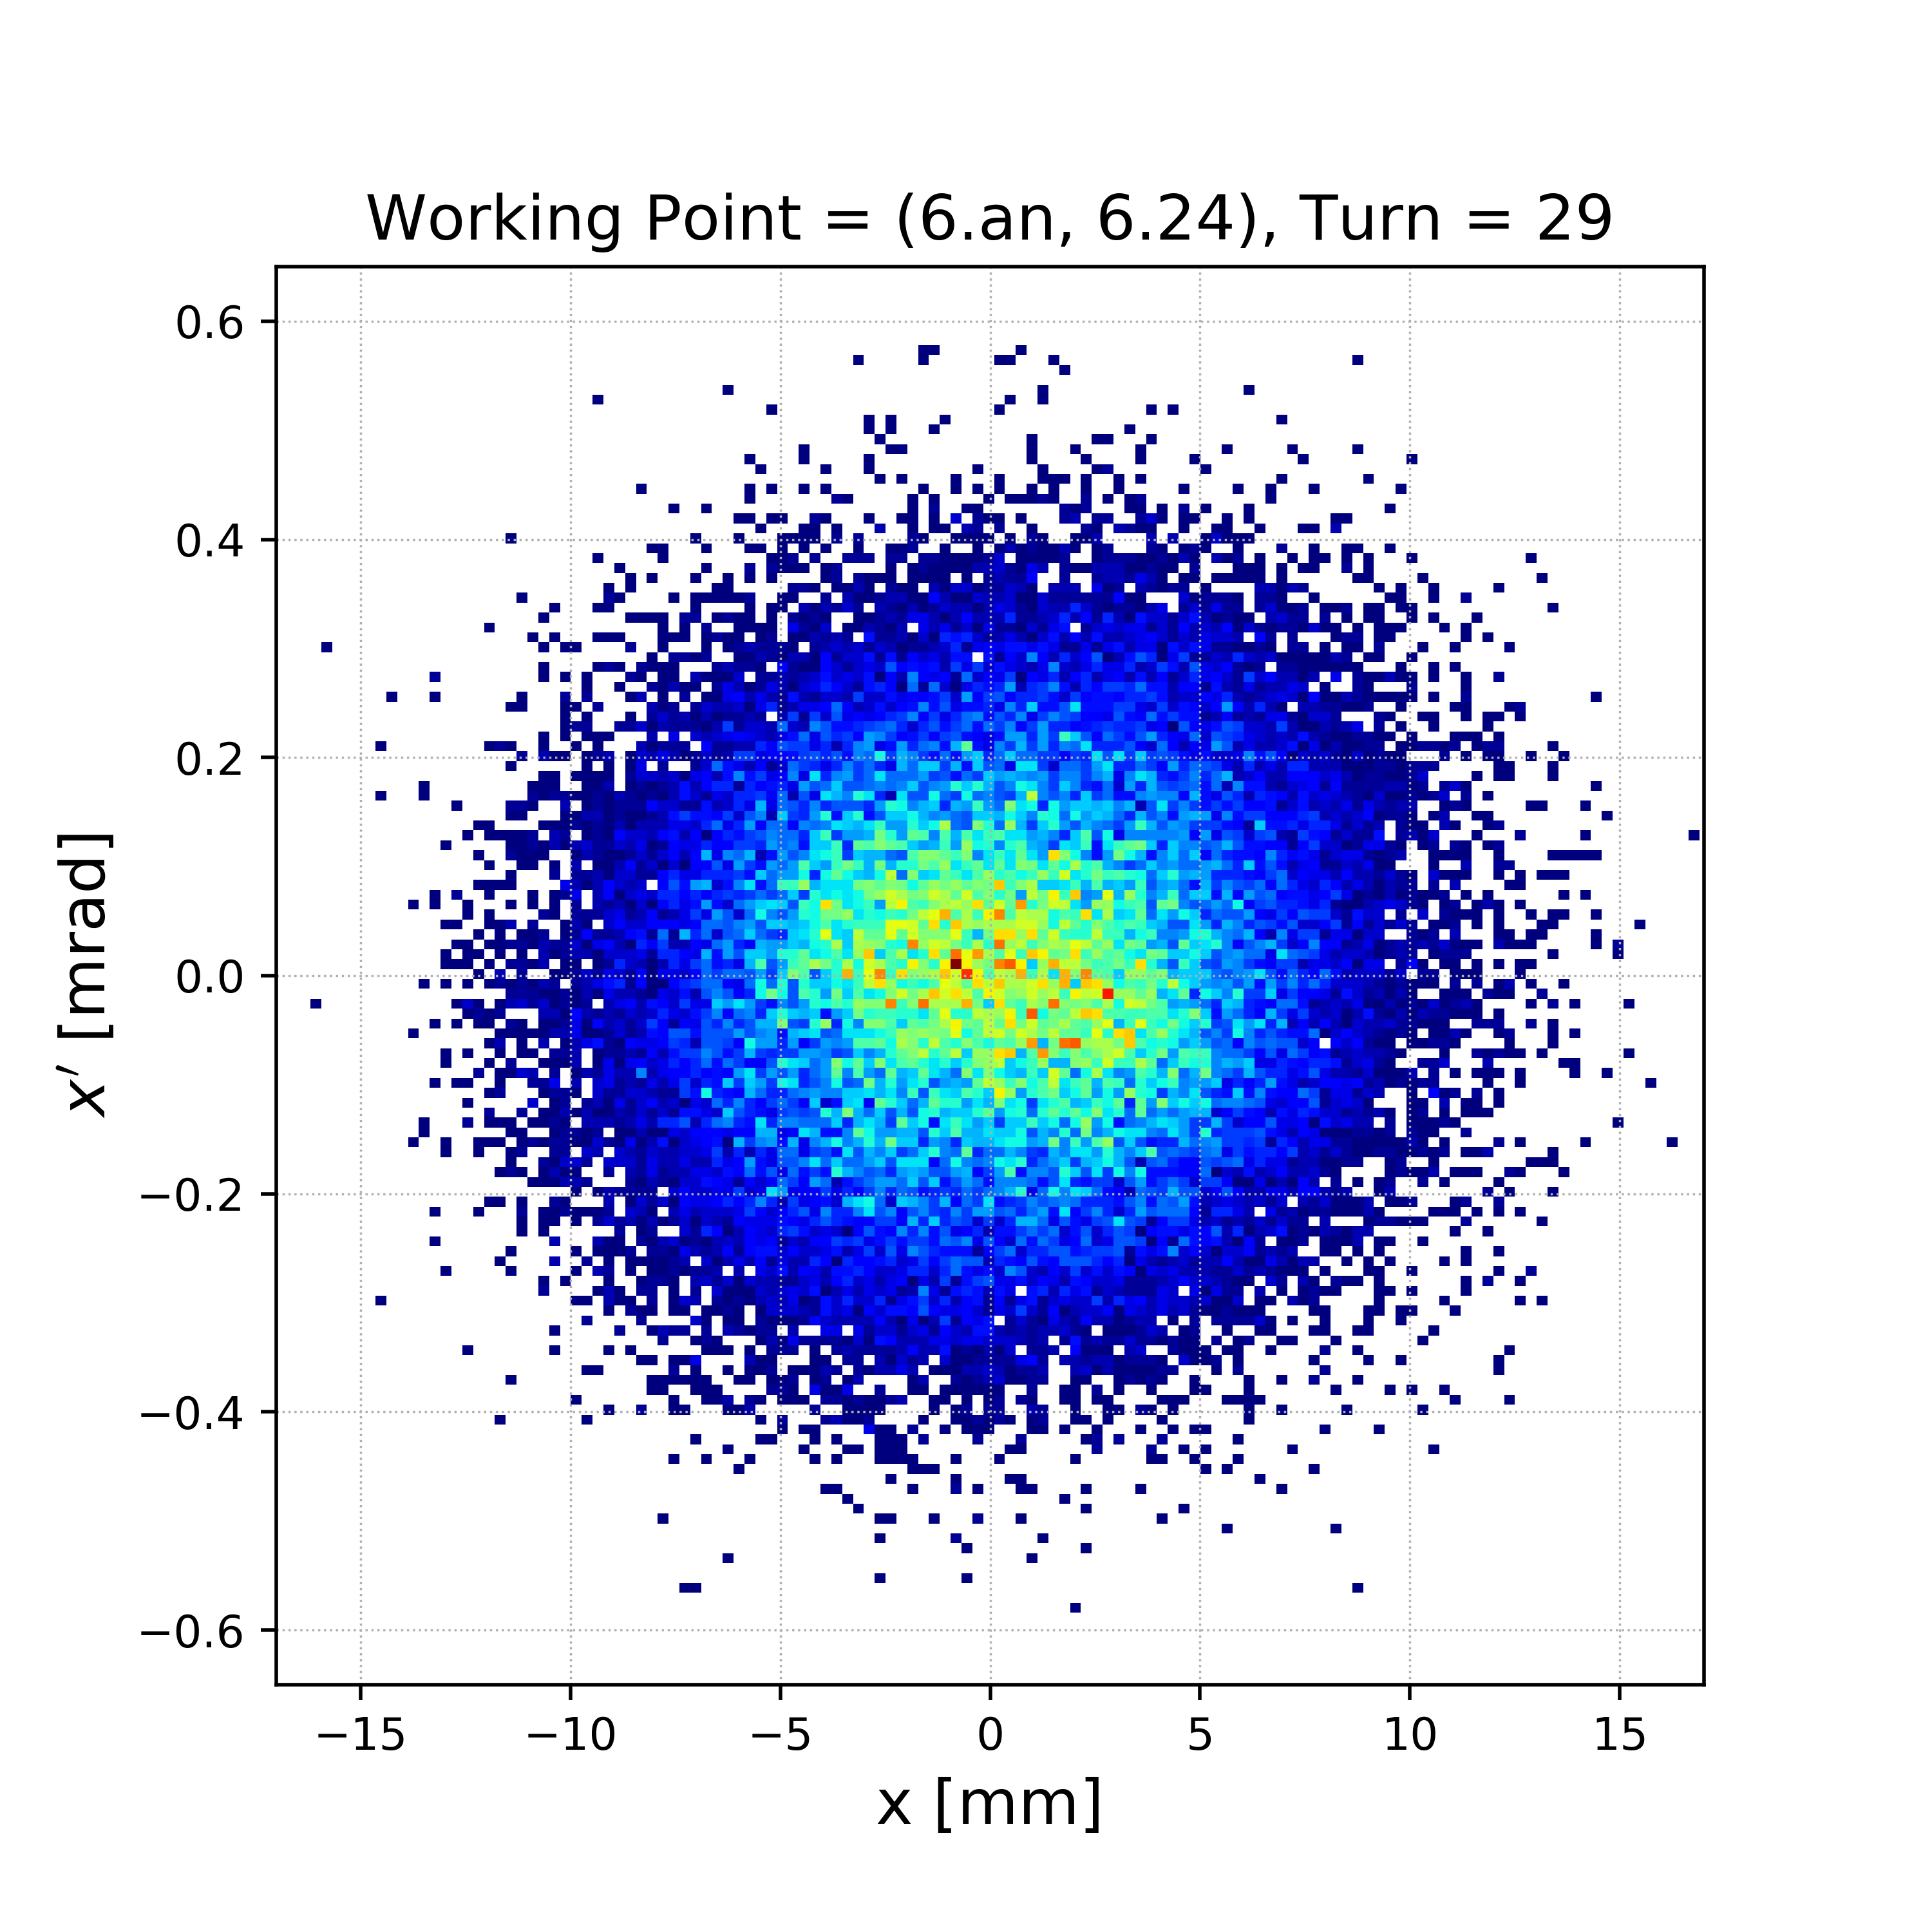 Working Point = (6.an, 6.24), Turn = 29
0.6
0.4
0.2
0.0
−0.2
−0.4
−0.6
x′ [mrad]
−15 −10 −5 0 5 10 15
x [mm]